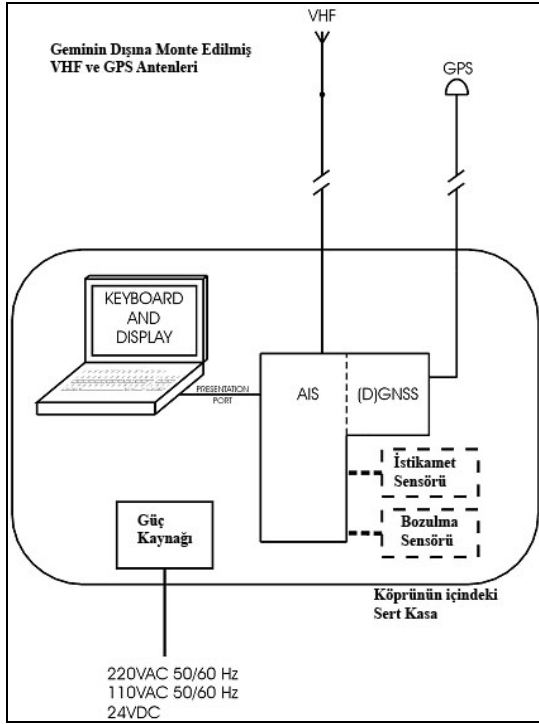 VHF
Geminin Dışına Monte Edilmiş
VHF ve GPS Antenleri
GPS
KEYBOARD
AND
DISPLAY
PRESENTATION
PORT
AIS
(D)GNSS
İstikamet
Sensörü
Bozulma
Sensörü
Güç
Kaynağı
Köprünün içindeki
Sert Kasa
220VAC 50/60 Hz
110VAC 50/60 Hz
24VDC